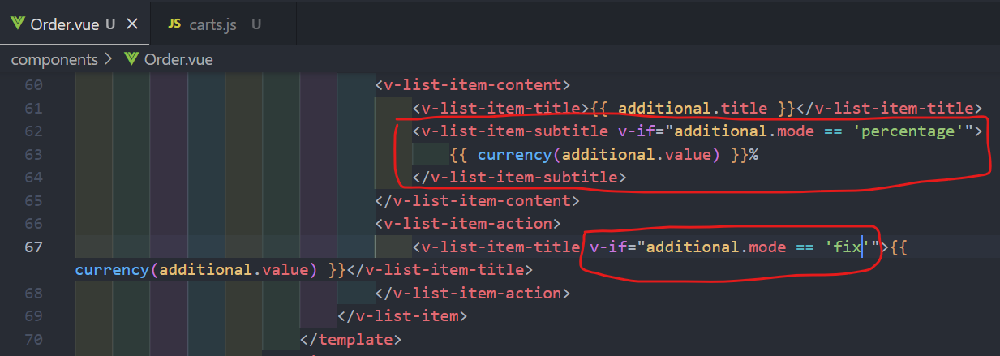 Order.vue U × JS carts.js U
components > Order.vue
60 <v-list-item-content>
61 <v-list-item-title>{{ additional.title }}</v-list-item-title>
62 <v-list-item-subtitle v-if="additional.mode == 'percentage'">
63 {{ currency(additional.value) }}%
64 </v-list-item-subtitle>
65 </v-list-item-content>
66 <v-list-item-action>
67 <v-list-item-title v-if="additional.mode == 'fix'">{{
currency(additional.value) }}</v-list-item-title>
68 </v-list-item-action>
69 </v-list-item>
70 </template>